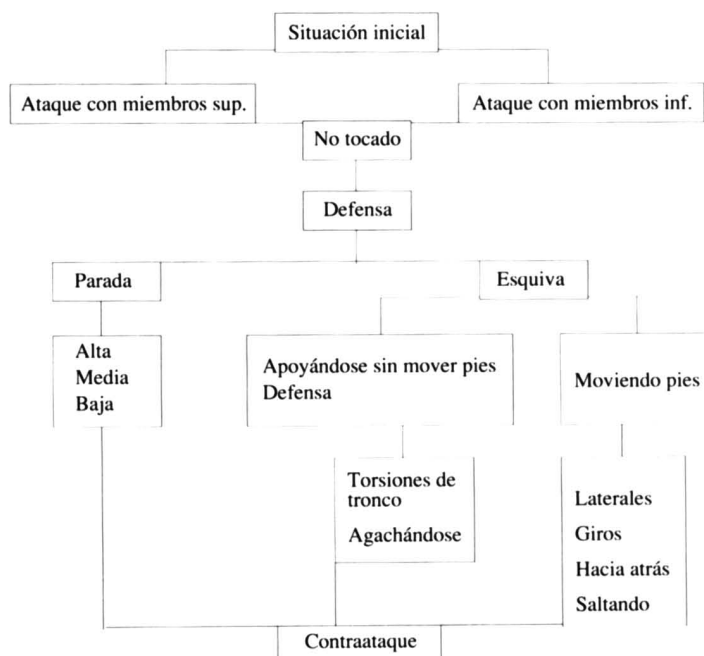 Situación inicial
Ataque con miembros sup.
Ataque con miembros inf.
No tocado
Defensa
Parada
Esquiva
Alta
Media
Baja
Apoyándose sin mover pies
Defensa
Moviendo pies
Torsiones de
tronco
Agachándose
Laterales
Giros
Hacia atrás
Saltando
Contraataque